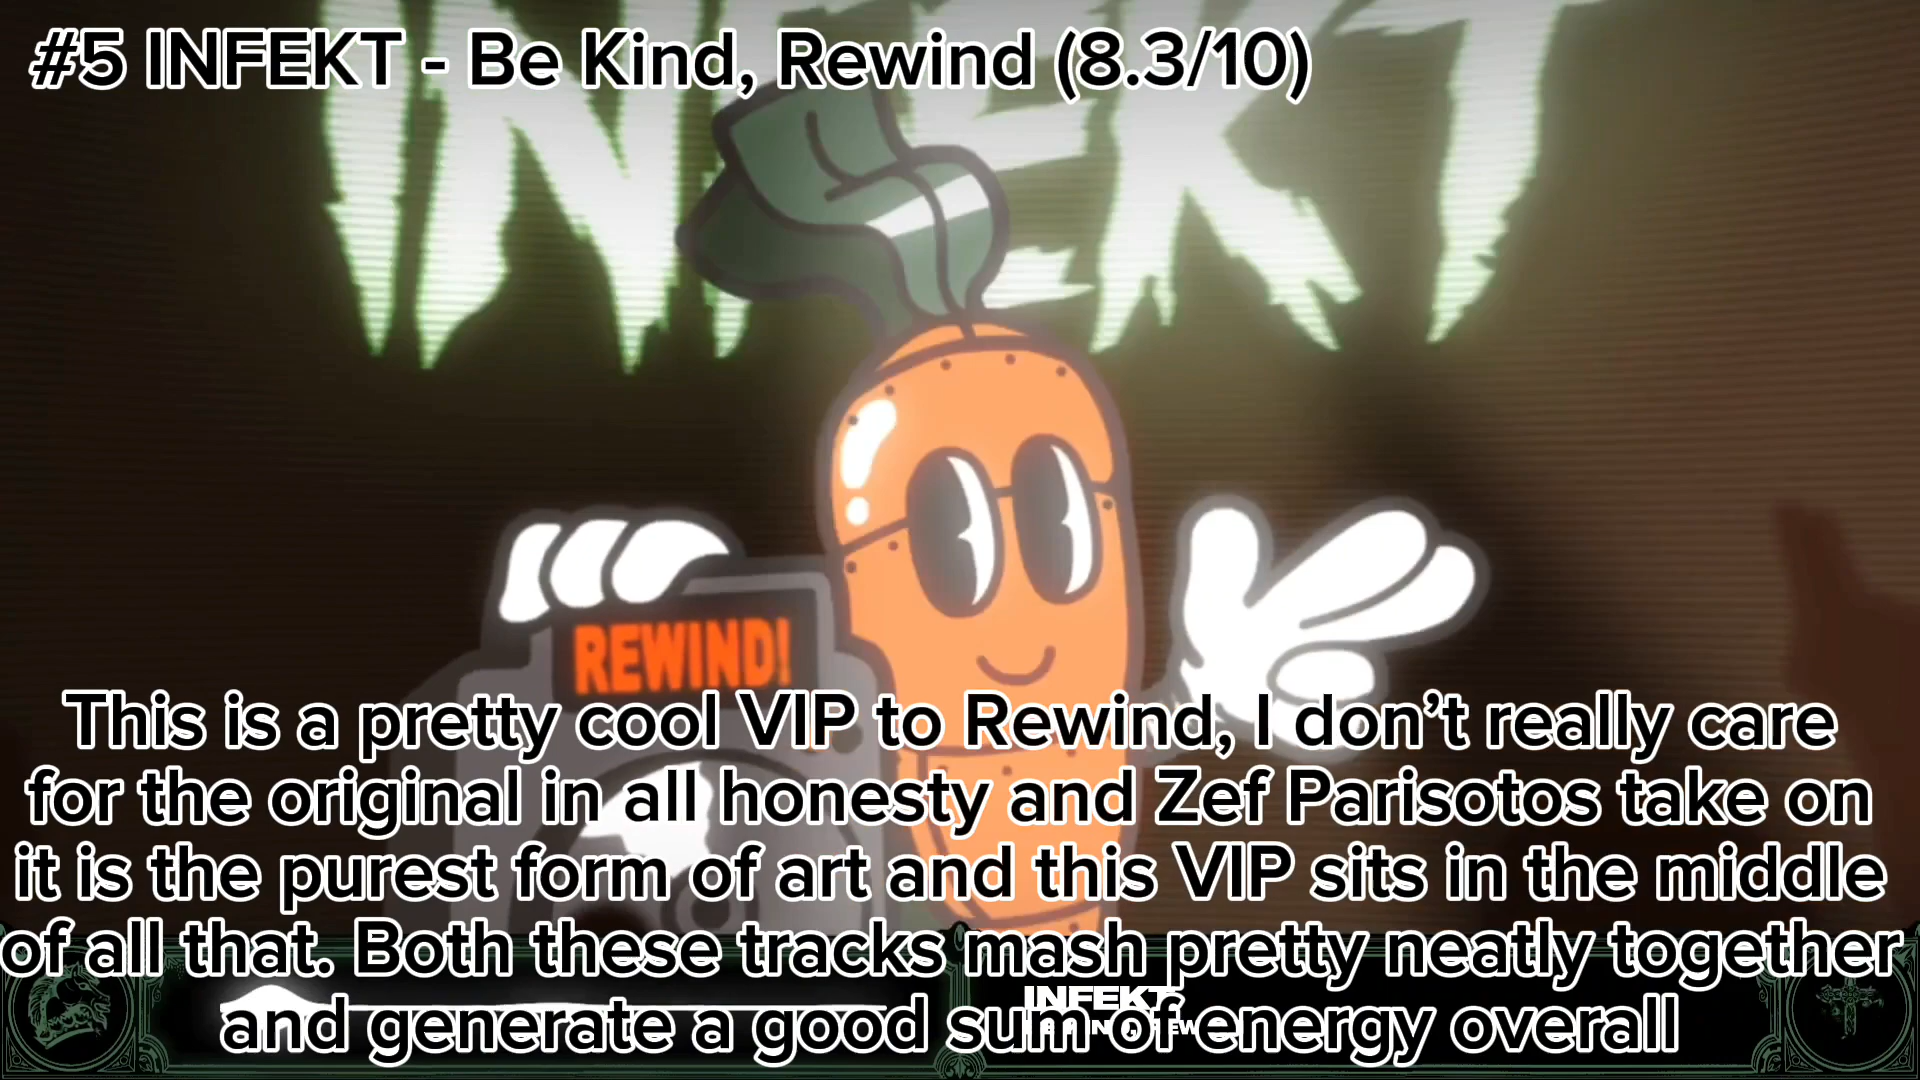 #5 INFEKT - Be Kind, Rewind (8.3/10)
INFEKT
REWIND!
This is a pretty cool VIP to Rewind, I don’t really care
for the original in all honesty and Zef Parisotos take on
it is the purest form of art and this VIP sits in the middle
of all that. Both these tracks mash pretty neatly together
INFEKT
and generate a good sum of energy overall